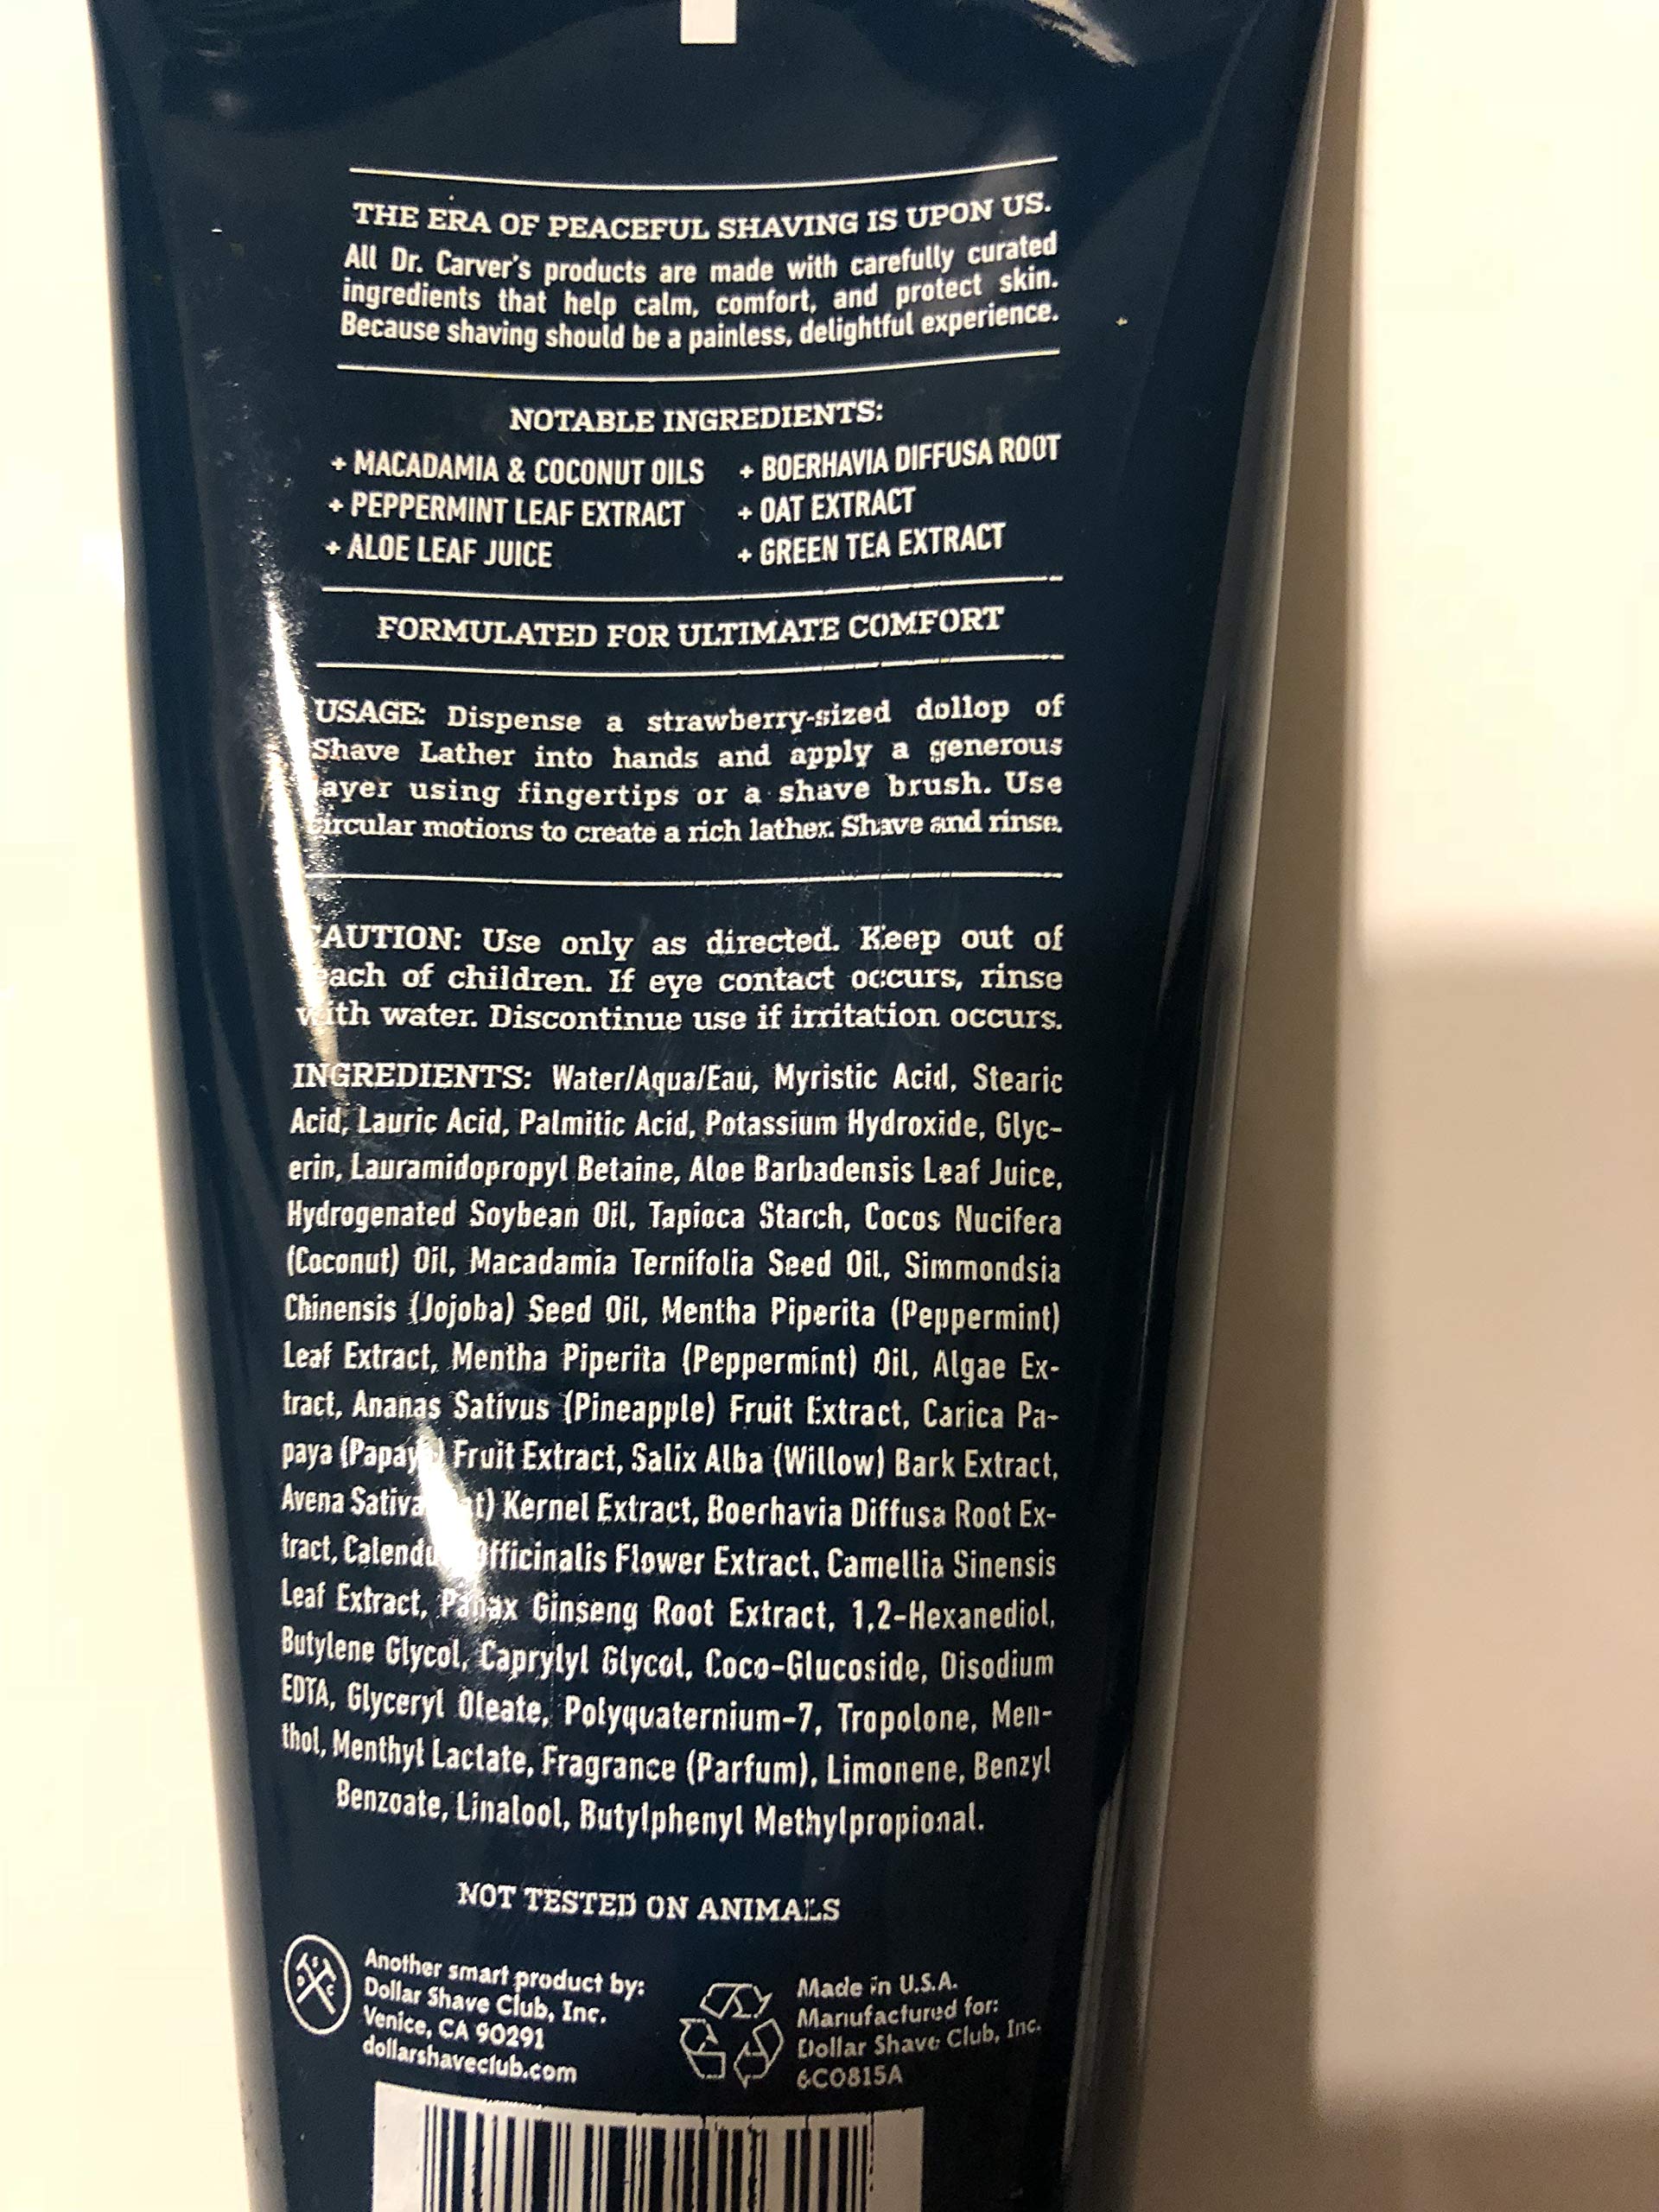 THE ERA OF PEACEFUL SHAVING IS UPON US.
All Dr. Carver's products are made with carefully curated
ingredients that help calm, comfort, and protect skin.
Because shaving should be a painless, delightful experience.
NOTABLE INGREDIENTS:
+ MACADAMIA & COCONUT OILS
+ PEPPERMINT LEAF EXTRACT
+ ALOE LEAF JUICE
+ BOERHAVIA DIFFUSA ROOT
+ OAT EXTRACT
+ GREEN TEA EXTRACT
FORMULATED FOR ULTIMATE COMFORT
USAGE: Dispense a strawberry-sized dollop of
Shave Lather into hands and apply a generous
layer using fingertips or a shave brush. Use
circular motions to create a rich lather. Shave and rinse.
CAUTION: Use only as directed. Keep out of
reach of children. If eye contact occurs, rinse
with water. Discontinue use if irritation occurs.
INGREDIENTS: Water/Aqua/Eau, Myristic Acid, Stearic
Acid, Lauric Acid, Palmitic Acid, Potassium Hydroxide, Glyc-
erin, Lauramidopropyl Betaine, Aloe Barbadensis Leaf Juice,
Hydrogenated Soybean Oil, Tapioca Starch, Cocos Nucifera
(Coconut) Oil, Macadamia Ternifolia Seed Oil, Simmondsia
Chinensis (Jojoba) Seed Oil, Mentha Piperita (Peppermint)
Leaf Extract, Mentha Piperita (Peppermint) Oil, Algae Ex-
tract, Ananas Sativus (Pineapple) Fruit Extract, Carica Pa-
paya (Papaya) Fruit Extract, Salix Alba (Willow) Bark Extract,
Avena Sativa (Oat) Kernel Extract, Boerhavia Diffusa Root Ex-
tract, Calendula Officinalis Flower Extract, Camellia Sinensis
Leaf Extract, Panax Ginseng Root Extract, 1,2-Hexanediol,
Butylene Glycol, Caprylyl Glycol, Coco-Glucoside, Disodium
EDTA, Glyceryl Oleate, Polyquaternium-7, Tropolone, Men-
thol, Menthyl Lactate, Fragrance (Parfum), Limonene, Benzyl
Benzoate, Linalool, Butylphenyl Methylpropional.
NOT TESTED ON ANIMALS
Another smart product by:
Dollar Shave Club, Inc.
Venice, CA 90291
dollarshaveclub.com
Made in U.S.A.
Manufactured for:
Dollar Shave Club, Inc.
6C0815A